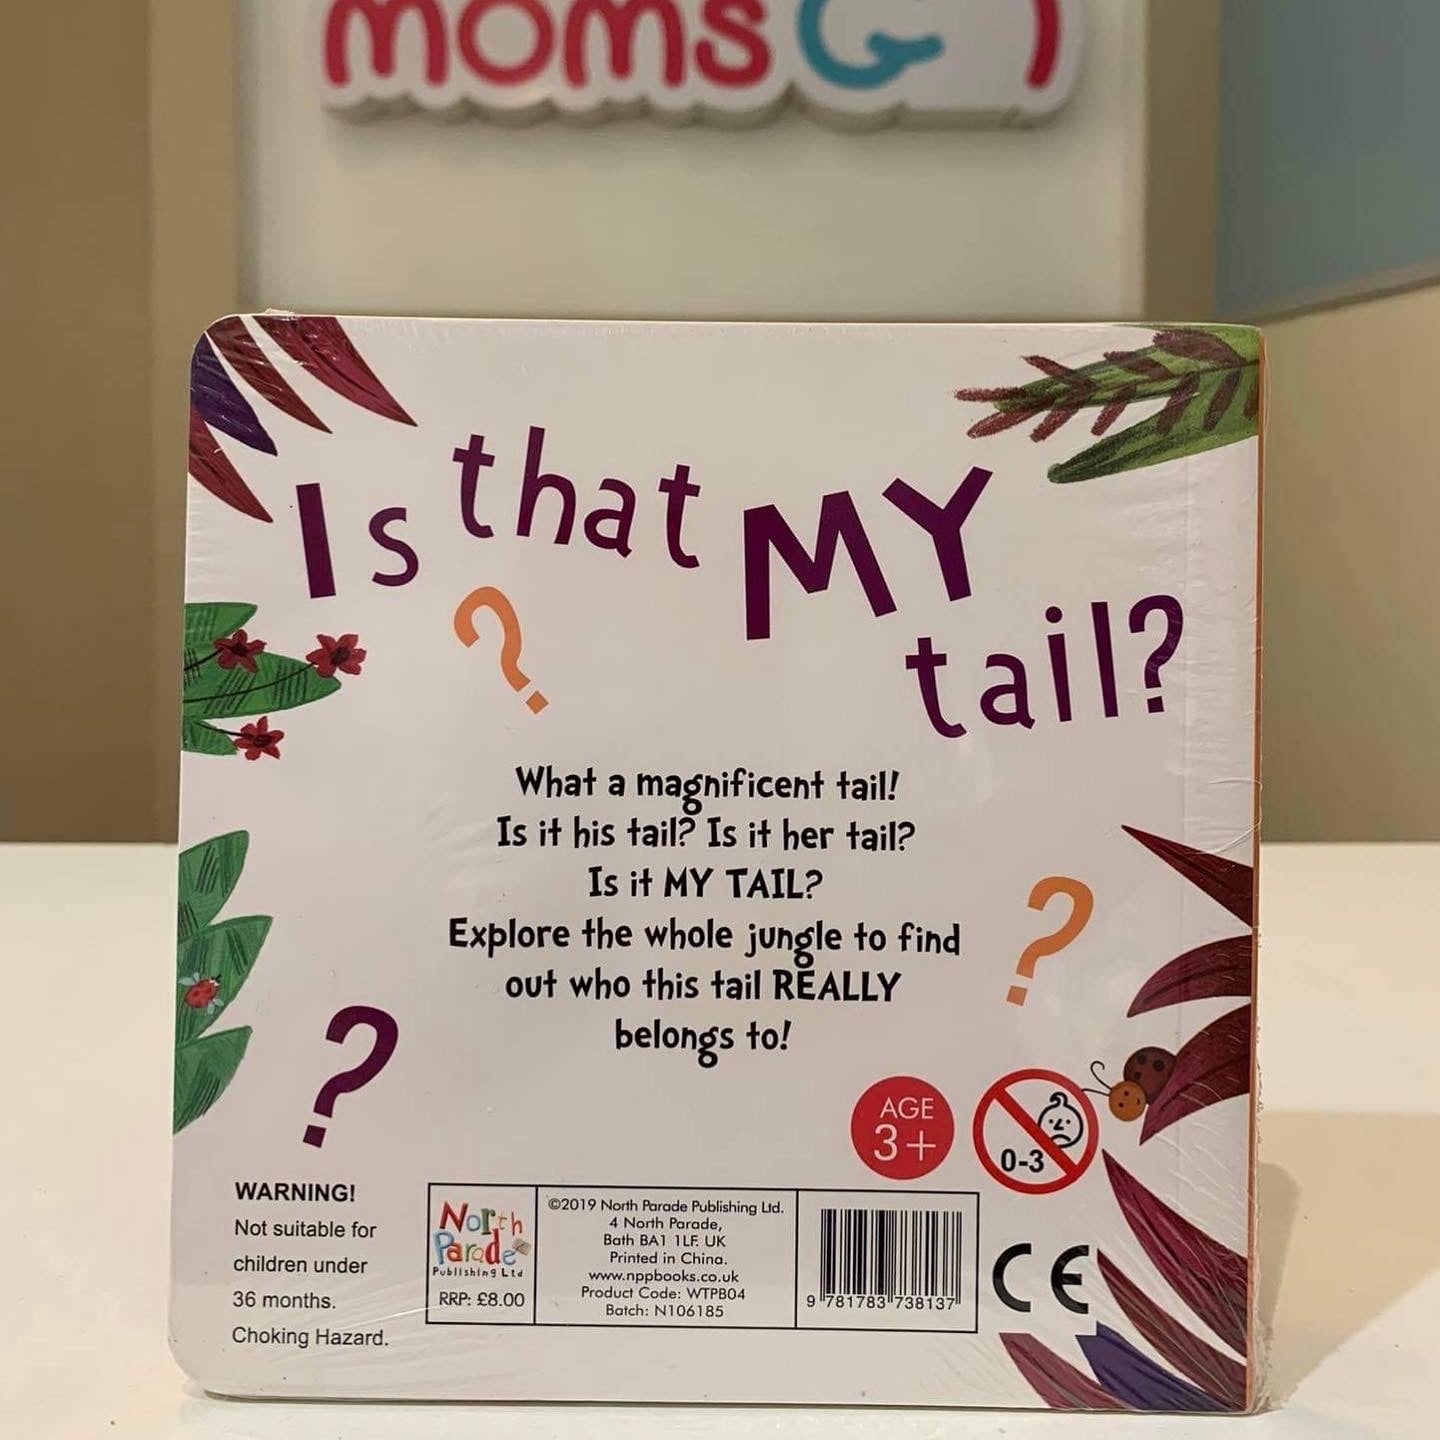 moms
Is that MY
tail?
?
What a magnificent tail!
Is it his tail? Is it her tail?
Is it MY TAIL?
Explore the whole jungle to find
out who this tail REALLY
belongs to!
?
?
AGE
3+
0-3
WARNING!
Not suitable for
children under
36 months.
Choking Hazard.
North
Parade
Publishing Ltd
RRP: £8.00
©2019 North Parade Publishing Ltd.
4 North Parade,
Bath BA1 1LF. UK
Printed in China.
www.nppbooks.co.uk
Product Code: WTPB04
Batch: N106185
9 781783 738137
CE